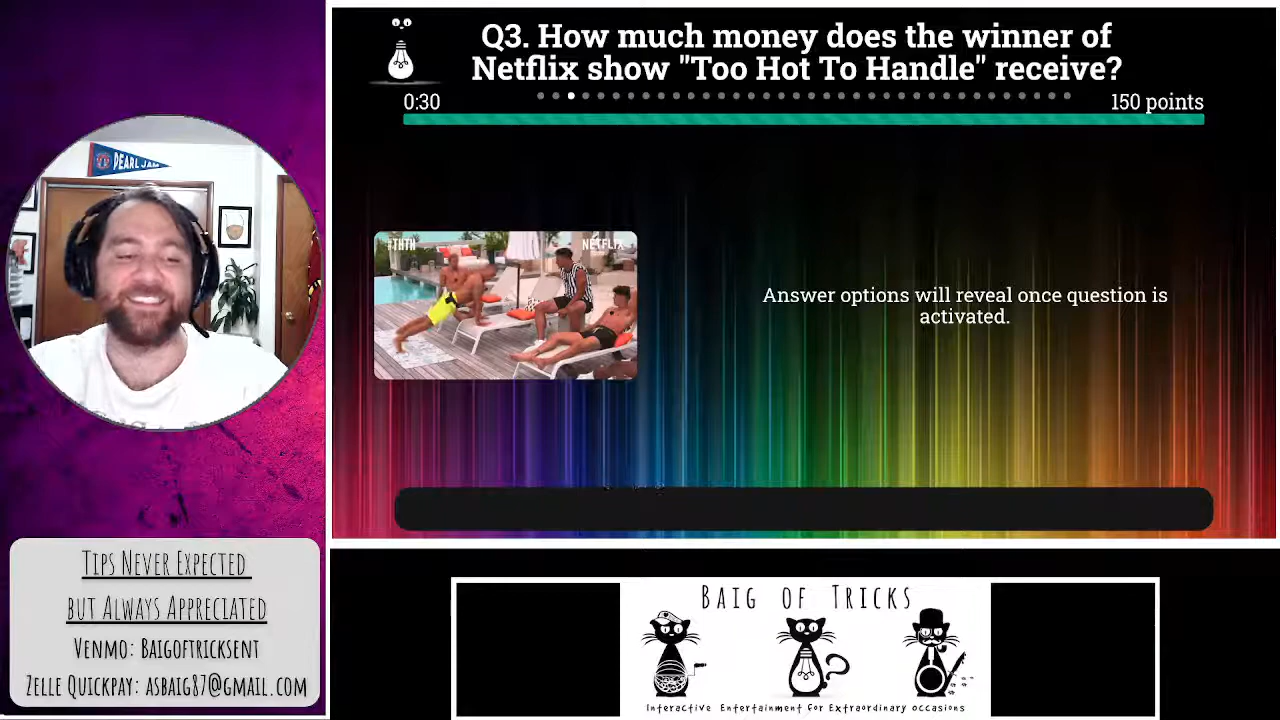 Q3. How much money does the winner of
Netflix show "Too Hot To Handle" receive?
0:30
150 points
PEARL JAM
#THTH
NETFLIX
Answer options will reveal once question is
activated.
Tips Never Expected
but Always Appreciated
Venmo: Baigoftricksent
Zelle Quickpay: asbaig87@gmail.com
Baig of Tricks
Interactive Entertainment for Extraordinary Occasions